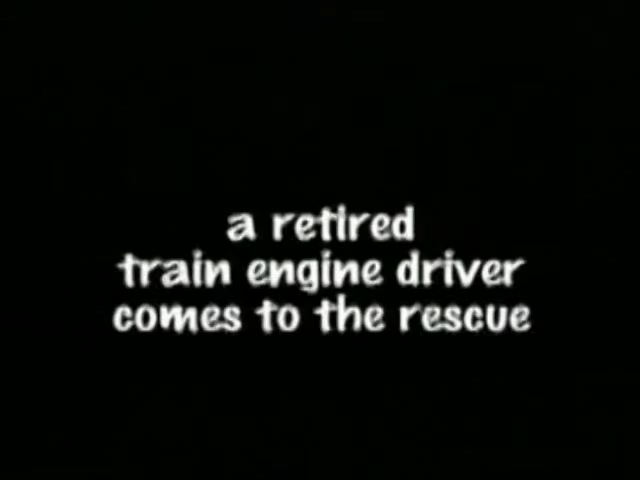 a retired
train engine driver
comes to the rescue